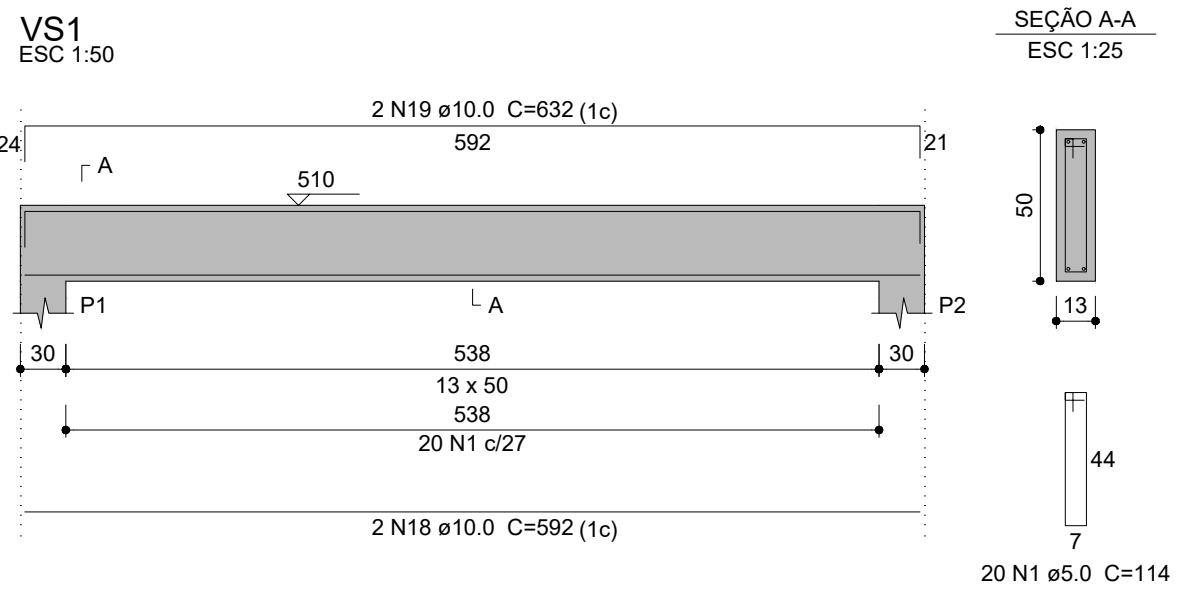 VS1
ESC 1:50
SEÇÃO A-A
ESC 1:25
2 N19 ø10.0 C=632 (1c)
24
592
21
A
510
50
P1
A
P2
13
30
538
30
13 x 50
538
20 N1 c/27
44
2 N18 ø10.0 C=592 (1c)
7
20 N1 ø5.0 C=114